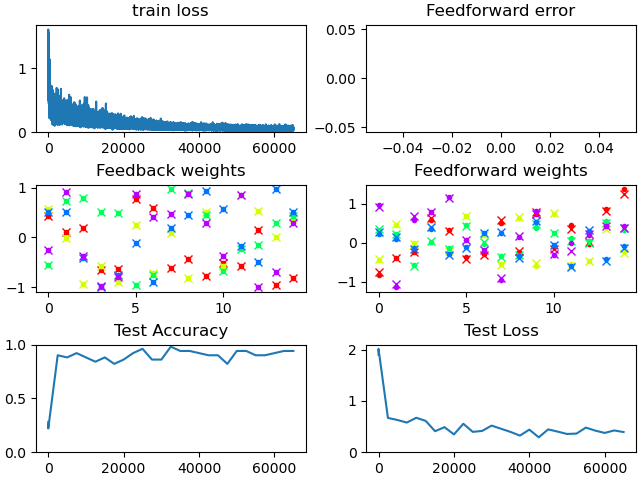 train loss
Feedforward error
1
0
0 20000 40000 60000
0.05
0.00
−0.05
−0.04 −0.02 0.00 0.02 0.04
Feedback weights
Feedforward weights
1
0
−1
0 5 10
1
0
−1
0 5 10
Test Accuracy
Test Loss
1.0
0.5
0.0
0 20000 40000 60000
2
1
0
0 20000 40000 60000